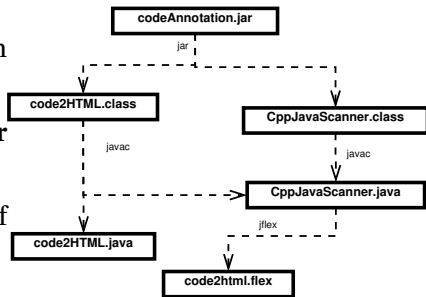 codeAnnotation.jar
jar
code2HTML.class
CppJavaScanner.class
javac
javac
CppJavaScanner.java
jflex
code2HTML.java
code2html.flex